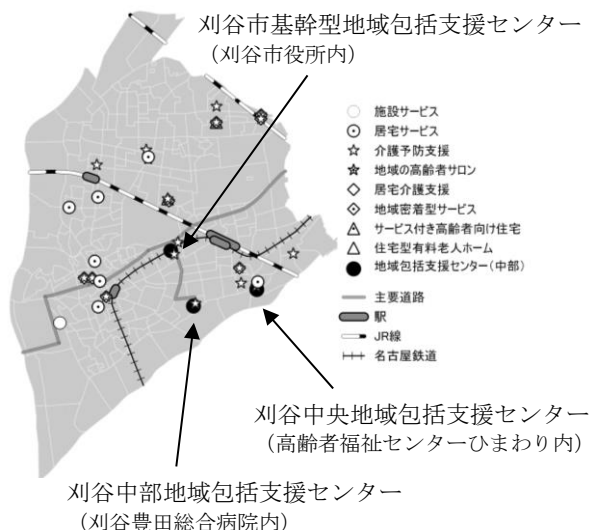 刈谷市基幹型地域包括支援センター
（刈谷市役所内）
施設サービス
居宅サービス
介護予防支援
地域の高齢者サロン
居宅介護支援
地域密着型サービス
サービス付き高齢者向け住宅
住宅型有料老人ホーム
地域包括支援センター（中部）
主要道路
駅
JR線
名古屋鉄道
刈谷中央地域包括支援センター
（高齢者福祉センターひまわり内）
刈谷中部地域包括支援センター
（刈谷豊田総合病院内）